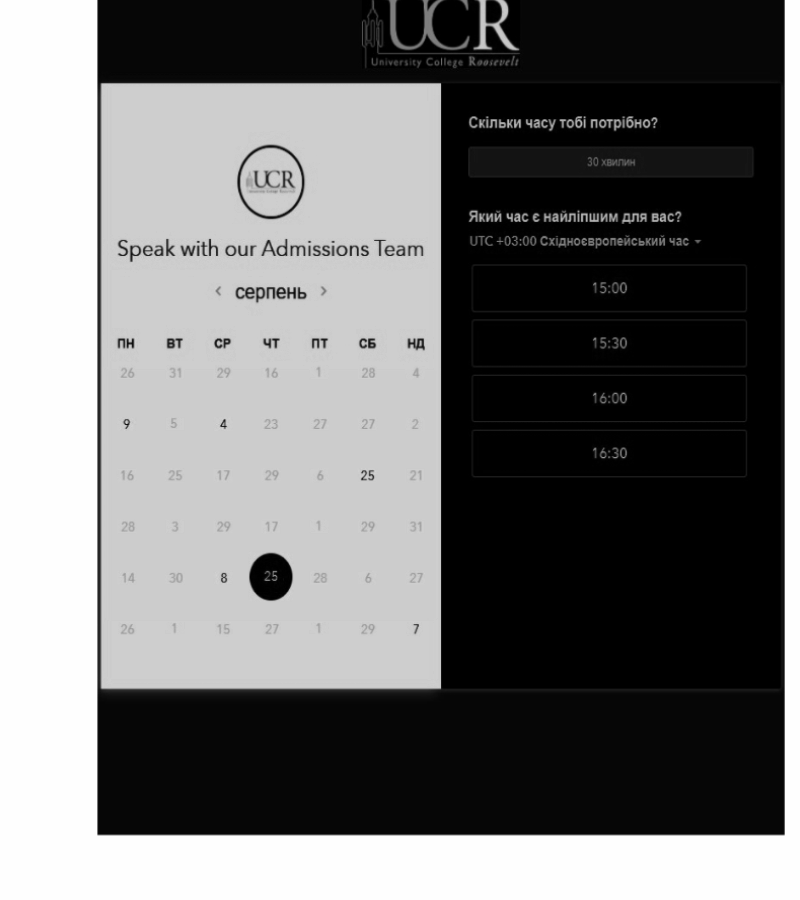 UCR
University College Roosevelt
UCR
Speak with our Admissions Team
‹ серпень ›
ПН ВТ СР ЧТ ПТ СБ НД
26 31 29 16 1 28 4
9 5 4 23 27 27 2
16 25 17 29 6 25 21
28 3 29 17 1 29 31
14 30 8 25 28 6 27
26 1 15 27 1 29 7
Скільки часу тобі потрібно?
30 хвилин
Який час є найліпшим для вас?
UTC +03:00 Східноєвропейський час
15:00
15:30
16:00
16:30